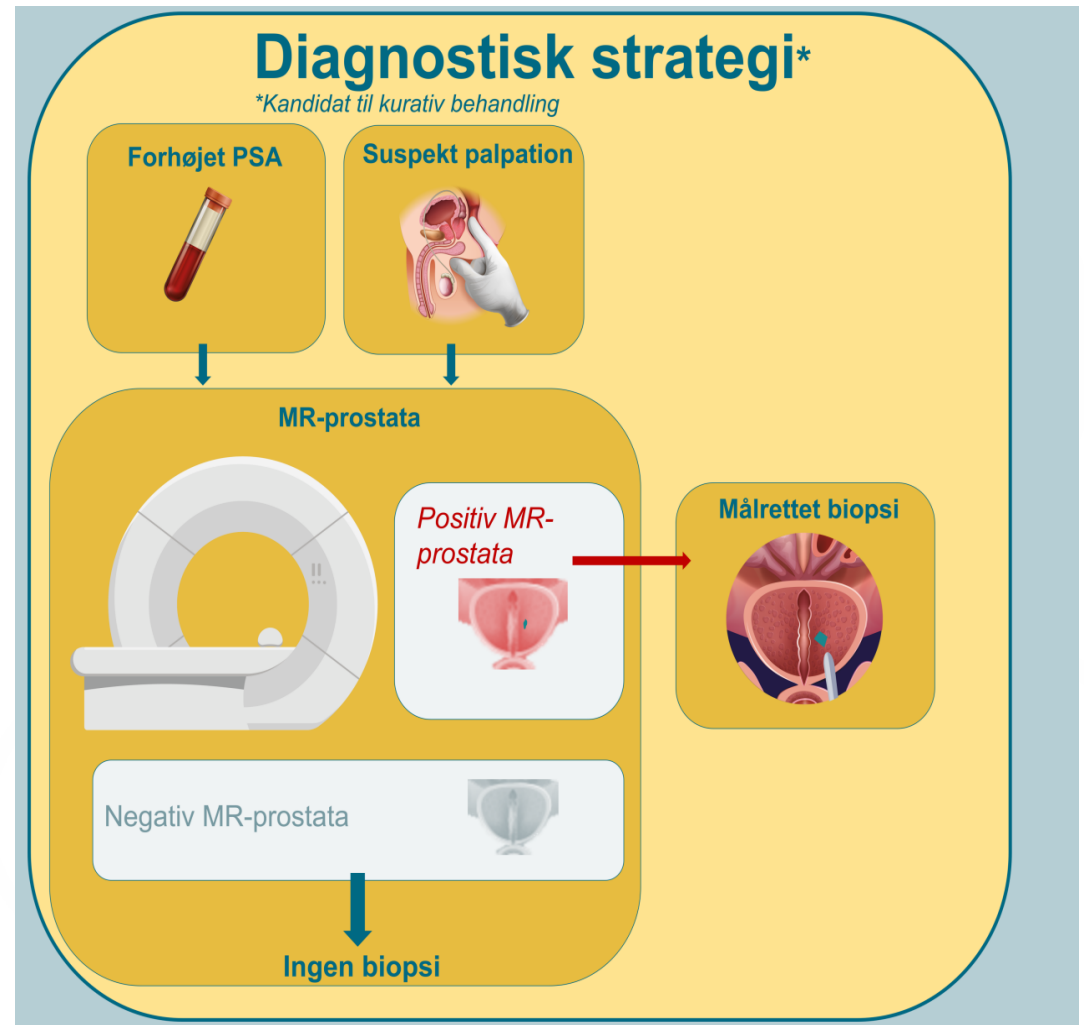 Diagnostisk strategi*
*Kandidat til kurativ behandling
Forhøjet PSA
Suspekt palpation
MR-prostata
Positiv MR-
prostata
Målrettet biopsi
Negativ MR-prostata
Ingen biopsi